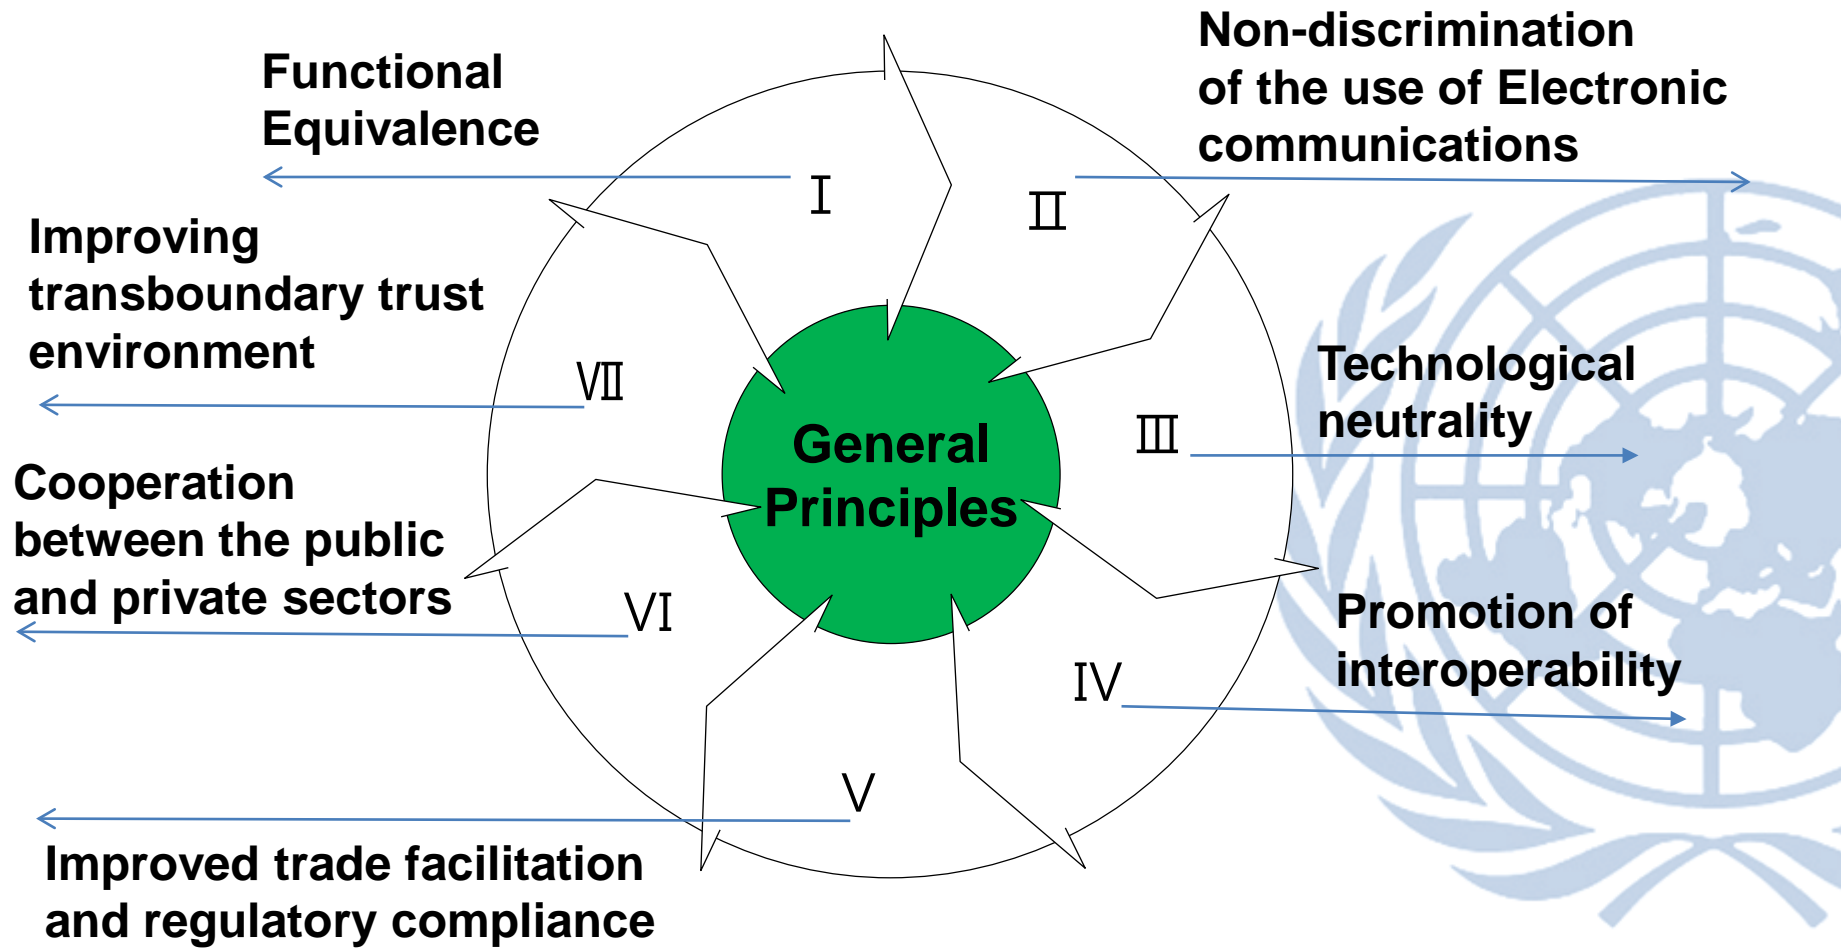 Functional
Equivalence
Non-discrimination
of the use of Electronic
communications
Ⅰ
Ⅱ
Improving
transboundary trust
environment
Ⅶ
Technological
neutrality
Ⅲ
General
Principles
Cooperation
between the public
and private sectors
Ⅵ
Promotion of
interoperability
Ⅳ
Ⅴ
Improved trade facilitation
and regulatory compliance